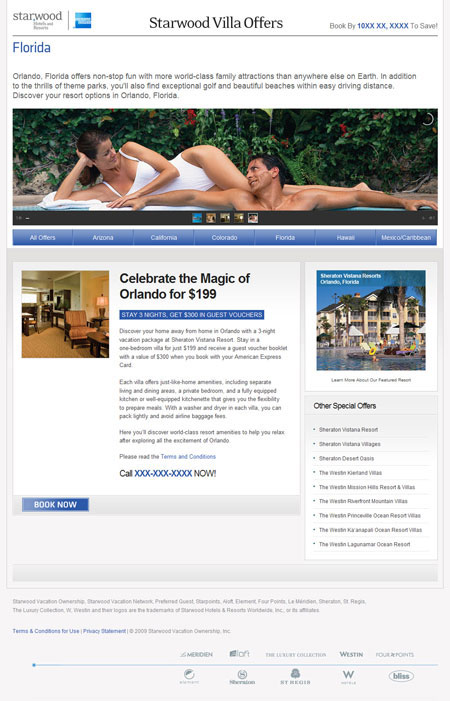 starwood
Hotels and
Resorts
Starwood Villa Offers
Book By 10XX XX, XXXX To Save!
Florida
Orlando, Florida offers non-stop fun with more world-class family attractions than anywhere else on Earth. In addition
to the thrills of theme parks, you'll also find exceptional golf and beautiful beaches within easy driving distance.
Discover your resort options in Orlando, Florida.
All Offers
Arizona
California
Colorado
Florida
Hawaii
Mexico/Caribbean
Celebrate the Magic of
Orlando for $199
STAY 3 NIGHTS, GET $300 IN GUEST VOUCHERS
Discover your home away from home in Orlando with a 3-night
vacation package at Sheraton Vistana Resort. Stay in a
one-bedroom villa for just $199 and receive a guest voucher booklet
with a value of $300 when you book with your American Express
Card.
Each villa offers just-like-home amenities, including separate
living and dining areas, a private bedroom, and a fully equipped
kitchen or well-equipped kitchenette that gives you the flexibility
to prepare meals. With a washer and dryer in each villa, you can
pack lightly and avoid airline baggage fees.
Here you'll discover world-class resort amenities to help you relax
after exploring all the excitement of Orlando.
Please read the Terms and Conditions
Call XXX-XXX-XXXX NOW!
BOOK NOW
Sheraton Vistana Resorts
Orlando, Florida
Learn More About Our Featured Resort
Other Special Offers
Sheraton Vistana Resort
Sheraton Vistana Villages
Sheraton Desert Oasis
The Westin Kierland Villas
The Westin Mission Hills Resort & Villas
The Westin Riverfront Mountain Villas
The Westin Princeville Ocean Resort Villas
The Westin Ka'anapali Ocean Resort Villas
The Westin Lagunamar Ocean Resort
Starwood Vacation Ownership, Starwood Vacation Network, Preferred Guest, Starpoints, Aloft, Element, Four Points, Le Méridien, Sheraton, St. Regis,
The Luxury Collection, W, Westin and their logos are the trademarks of Starwood Hotels & Resorts Worldwide, Inc., or its affiliates.
Terms & Conditions for Use | Privacy Statement | © 2009 Starwood Vacation Ownership, Inc.
MERIDIEN
aloft
THE LUXURY COLLECTION
WESTIN
FOUR POINTS
element
Sheraton
ST REGIS
W
HOTELS
bliss